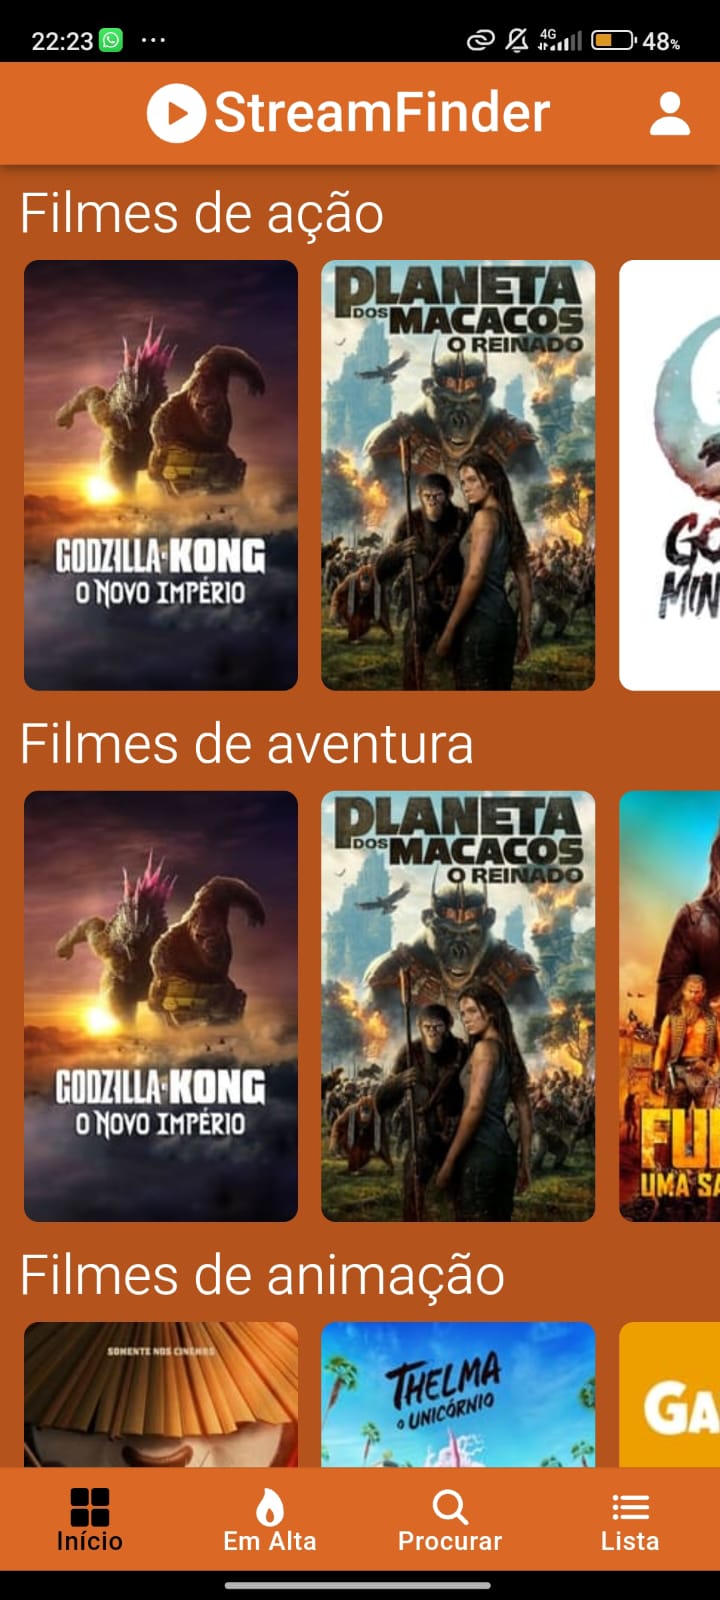 22:23
4G
48%
StreamFinder
Filmes de ação
GODZILLA·KONG
O NOVO IMPÉRIO
PLANETA
DOS MACACOS
O REINADO
GO
MIN
Filmes de aventura
GODZILLA·KONG
O NOVO IMPÉRIO
PLANETA
DOS MACACOS
O REINADO
FU
UMA SA
Filmes de animação
SOMENTE NOS CINEMAS
THELMA
O UNICÓRNIO
GA
Início
Em Alta
Procurar
Lista